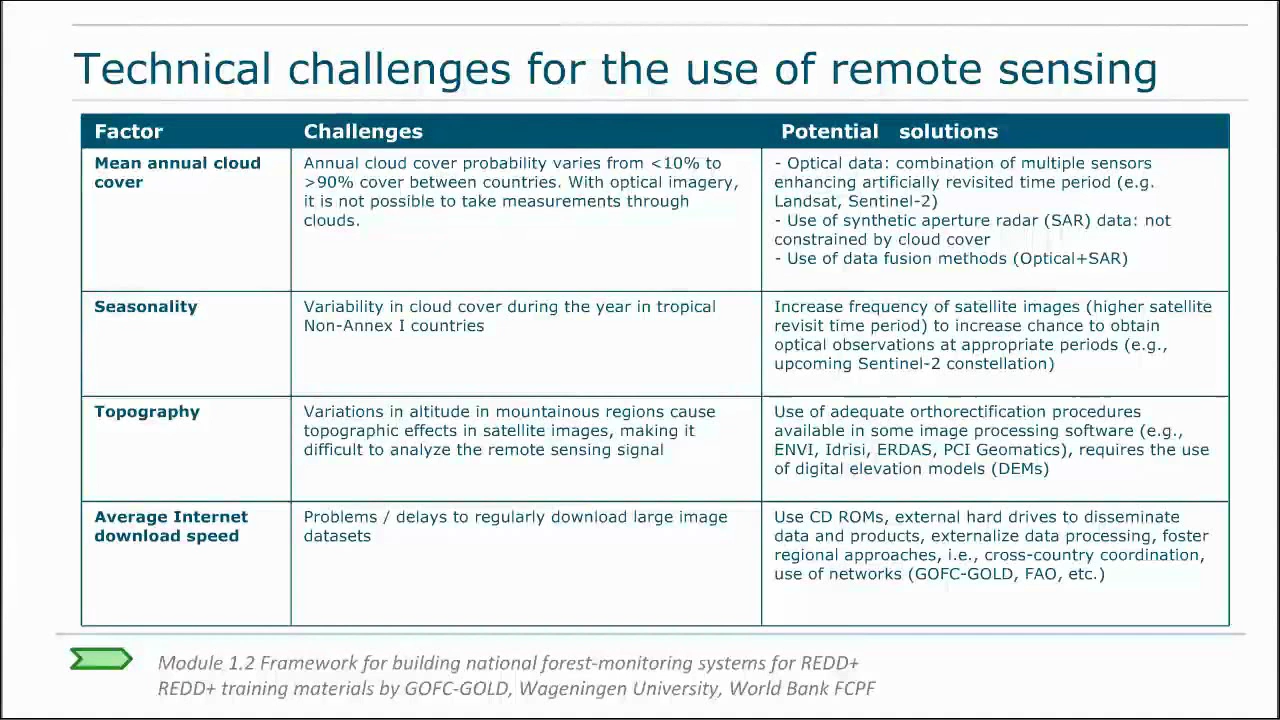 Technical challenges for the use of remote sensing
Factor
Challenges
Potential solutions
Mean annual cloud
cover
Annual cloud cover probability varies from <10% to
>90% cover between countries. With optical imagery,
it is not possible to take measurements through
clouds.
- Optical data: combination of multiple sensors
enhancing artificially revisited time period (e.g.
Landsat, Sentinel-2)
- Use of synthetic aperture radar (SAR) data: not
constrained by cloud cover
- Use of data fusion methods (Optical+SAR)
Seasonality
Variability in cloud cover during the year in tropical
Non-Annex I countries
Increase frequency of satellite images (higher satellite
revisit time period) to increase chance to obtain
optical observations at appropriate periods (e.g.,
upcoming Sentinel-2 constellation)
Topography
Variations in altitude in mountainous regions cause
topographic effects in satellite images, making it
difficult to analyze the remote sensing signal
Use of adequate orthorectification procedures
available in some image processing software (e.g.,
ENVI, Idrisi, ERDAS, PCI Geomatics), requires the use
of digital elevation models (DEMs)
Average Internet
download speed
Problems / delays to regularly download large image
datasets
Use CD ROMs, external hard drives to disseminate
data and products, externalize data processing, foster
regional approaches, i.e., cross-country coordination,
use of networks (GOFC-GOLD, FAO, etc.)
Module 1.2 Framework for building national forest-monitoring systems for REDD+
REDD+ training materials by GOFC-GOLD, Wageningen University, World Bank FCPF